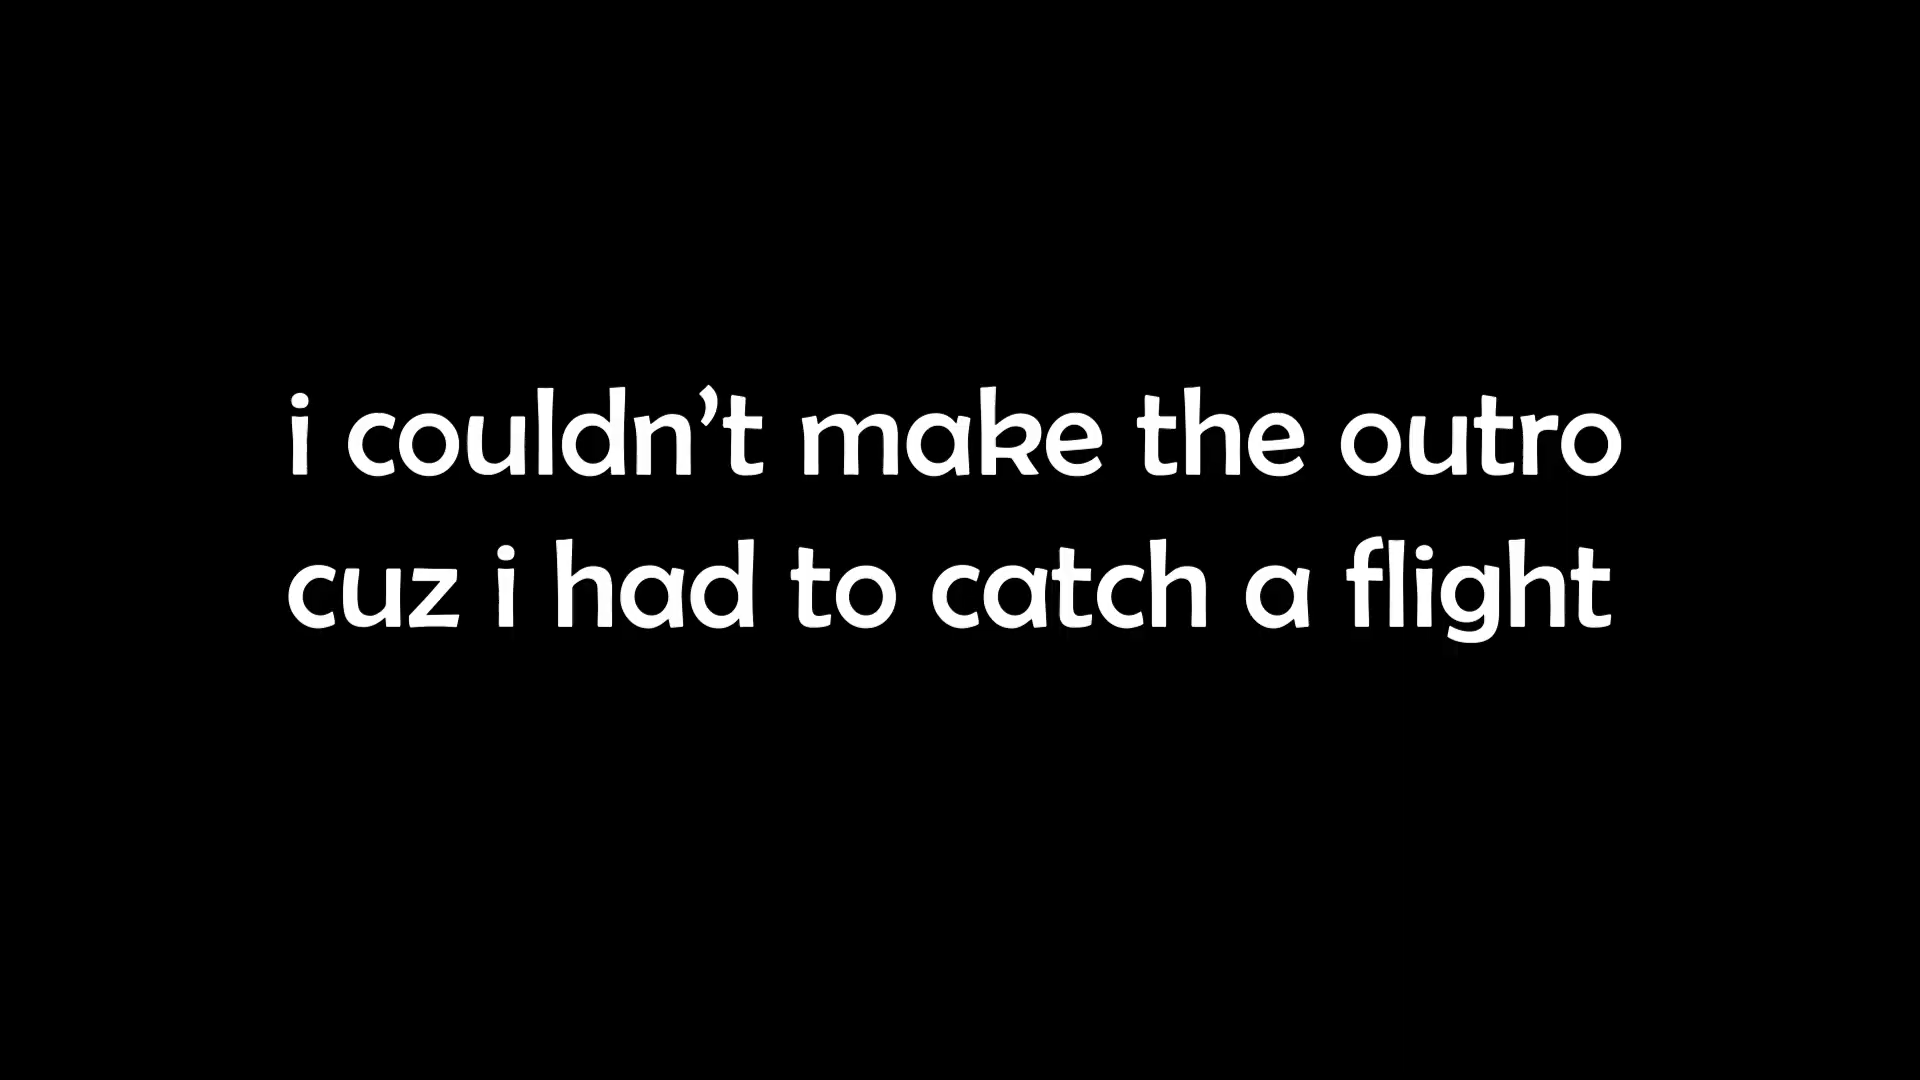 i couldn’t make the outro
cuz i had to catch a flight